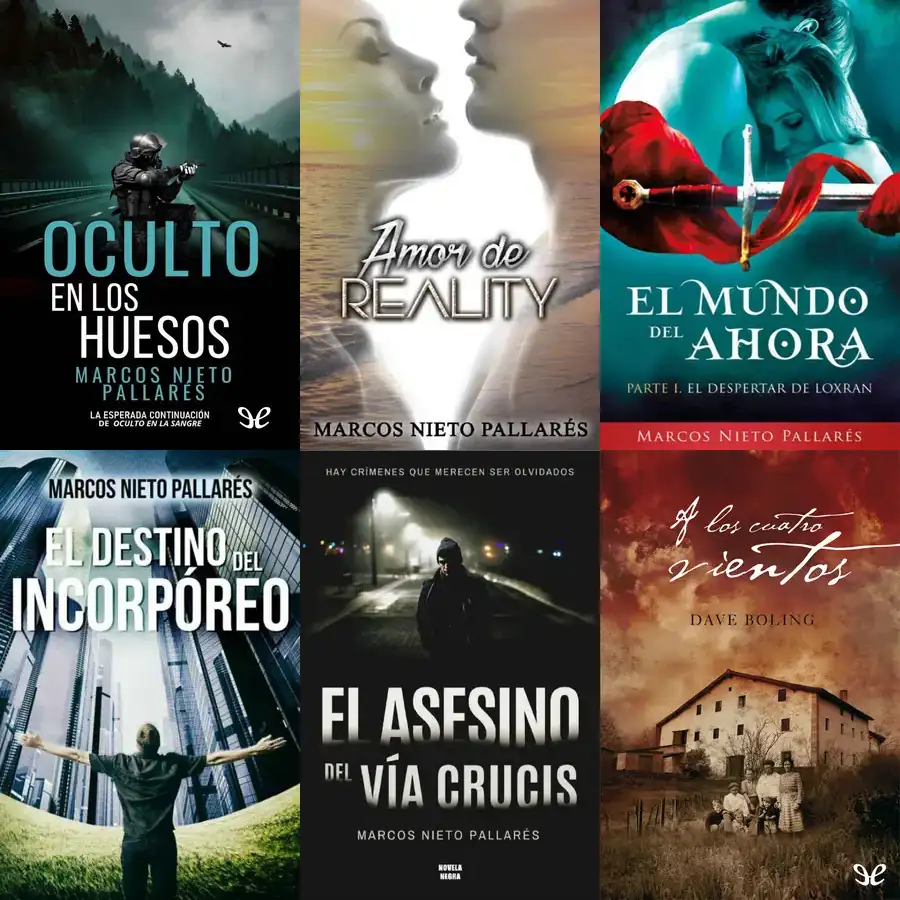 OCULTO
EN LOS
HUESOS
MARCOS NIETO
PALLARÉS
LA ESPERADA CONTINUACIÓN
DE OCULTO EN LA SANGRE
Amor de
REALITY
MARCOS NIETO PALLARÉS
EL MUNDO
DEL AHORA
PARTE I. EL DESPERTAR DE LOXRAN
MARCOS NIETO PALLARÉS
MARCOS NIETO PALLARÉS
EL DESTINO DEL
INCORPÓREO
HAY CRÍMENES QUE MERECEN SER OLVIDADOS
EL ASESINO
DEL VÍA CRUCIS
MARCOS NIETO PALLARÉS
NOVELA
NEGRA
A los cuatro
vientos
DAVE BOLING